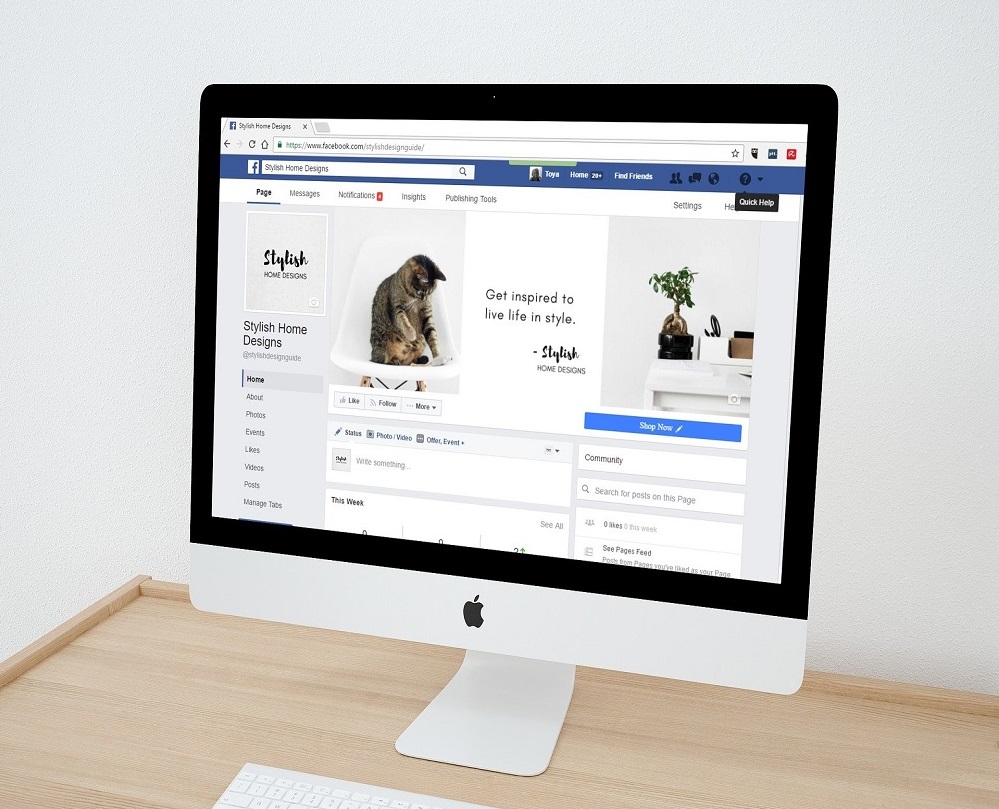 Stylish Home Designs
https://www.facebook.com/stylishdesignguide/
Stylish Home Designs
Toya Home 20+ Find Friends
Page Messages Notifications 4 Insights Publishing Tools Settings
Quick Help
Stylish
HOME DESIGNS
Stylish Home
Designs
@stylishdesignguide
Home
About
Photos
Events
Likes
Videos
Posts
Manage Tabs
Get inspired to
live life in style.
- Stylish
HOME DESIGNS
Like Follow ··· More
Shop Now
Status Photo / Video Offer, Event +
Write something...
This Week
See All
Community
Search for posts on this Page
0 likes 0 this week
See Pages Feed
Posts from Pages you've liked as your Page